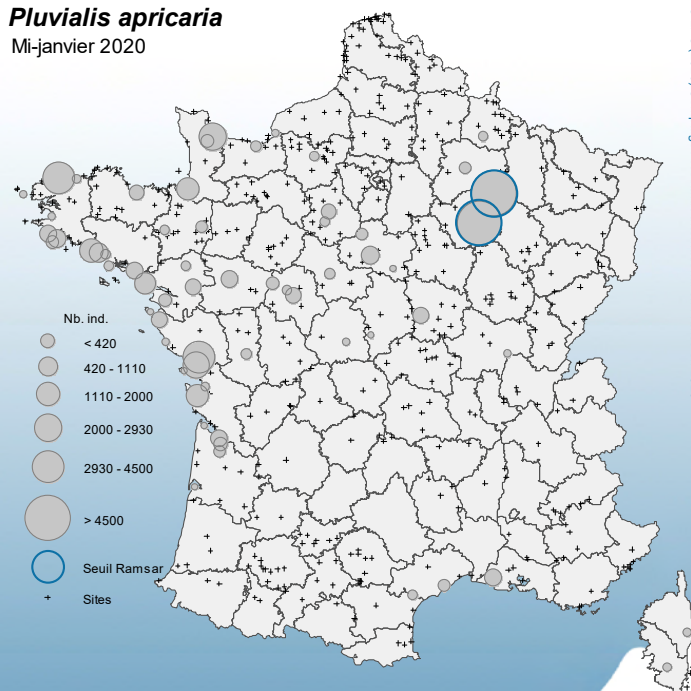 Pluvialis apricaria
Mi-janvier 2020
Nb. ind.
< 420
420 - 1110
1110 - 2000
2000 - 2930
2930 - 4500
> 4500
Seuil Ramsar
Sites